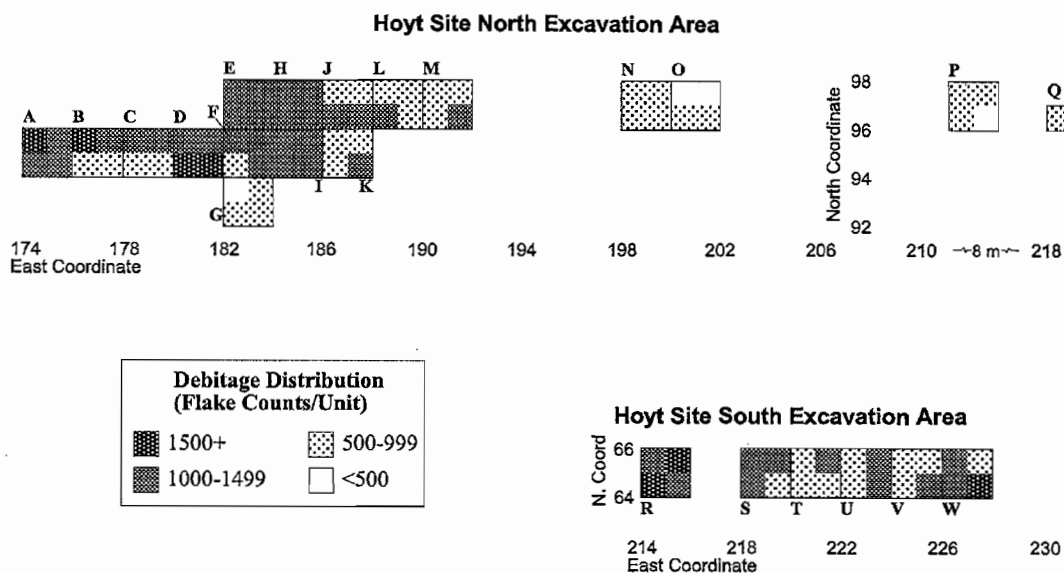 Hoyt Site North Excavation Area
E H J L M N O P
F
A B C D Q
I K
G
North Coordinate
98
96
94
92
174 178 182 186 190 194 198 202 206 210 8 m 218
East Coordinate
Debitage Distribution
(Flake Counts/Unit)
1500+ 500-999
1000-1499 <500
Hoyt Site South Excavation Area
N. Coord
66
64
R S T U V W
214 218 222 226 230
East Coordinate